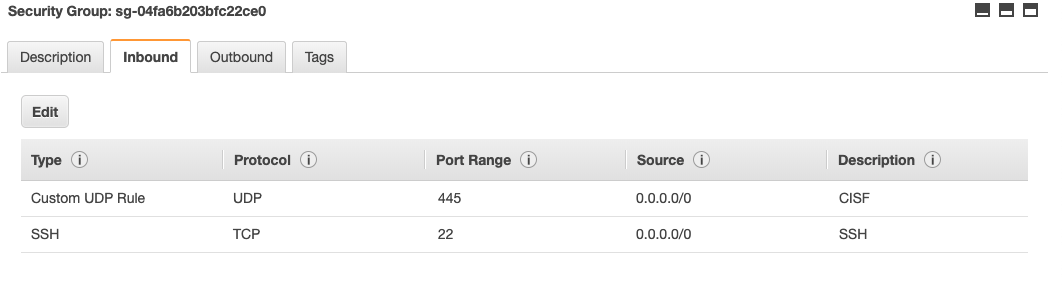 Security Group: sg-04fa6b203bfc22ce0
Description Inbound Outbound Tags
Edit
Type i Protocol i Port Range i Source i Description i
Custom UDP Rule UDP 445 0.0.0.0/0 CISF
SSH TCP 22 0.0.0.0/0 SSH